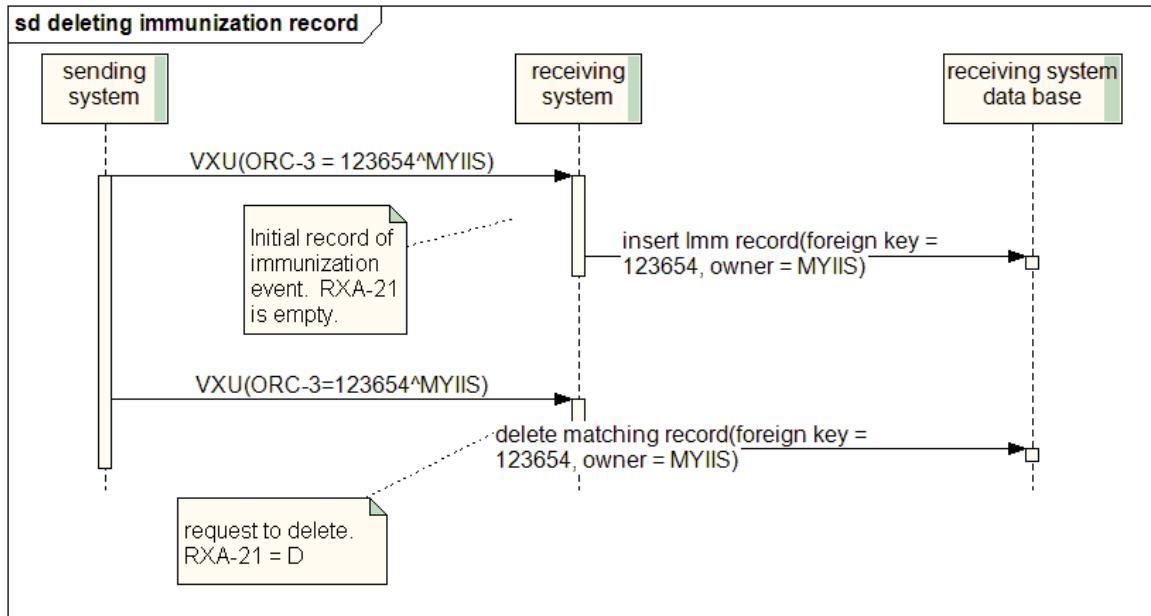 sd deleting immunization record
sending
system
receiving
system
receiving system
data base
VXU(ORC-3 = 123654^MYIIS)
Initial record of
immunization
event.  RXA-21
is empty.
insert Imm record(foreign key =
123654, owner = MYIIS)
VXU(ORC-3=123654^MYIIS)
delete matching record(foreign key =
123654, owner = MYIIS)
request to delete.
RXA-21 = D